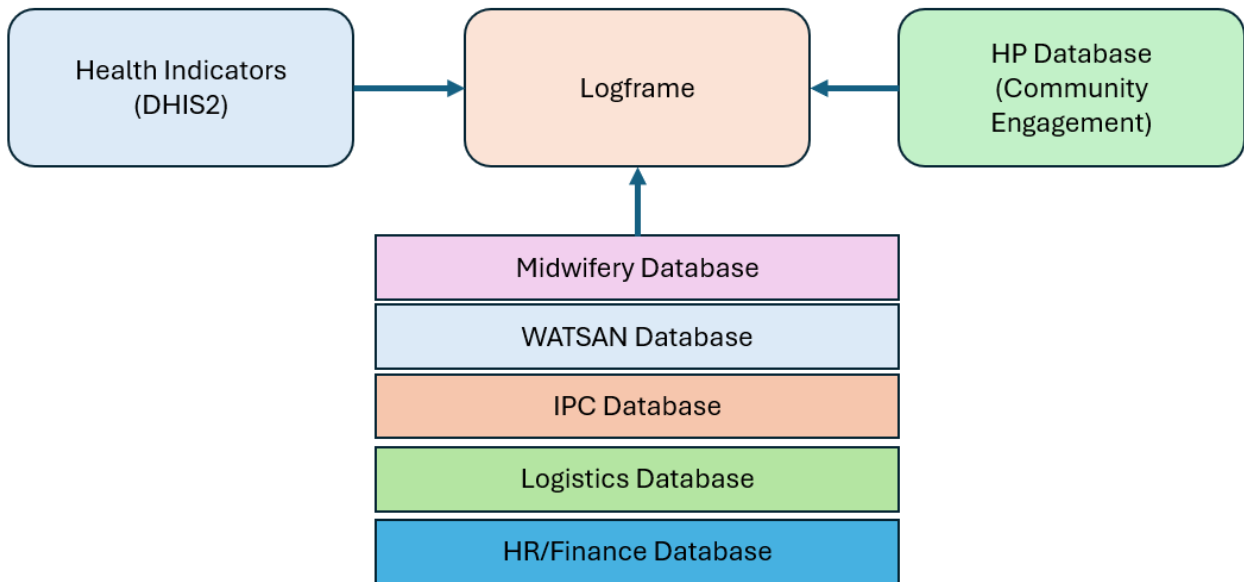 Health Indicators
(DHIS2)
Logframe
HP Database
(Community
Engagement)
Midwifery Database
WATSAN Database
IPC Database
Logistics Database
HR/Finance Database